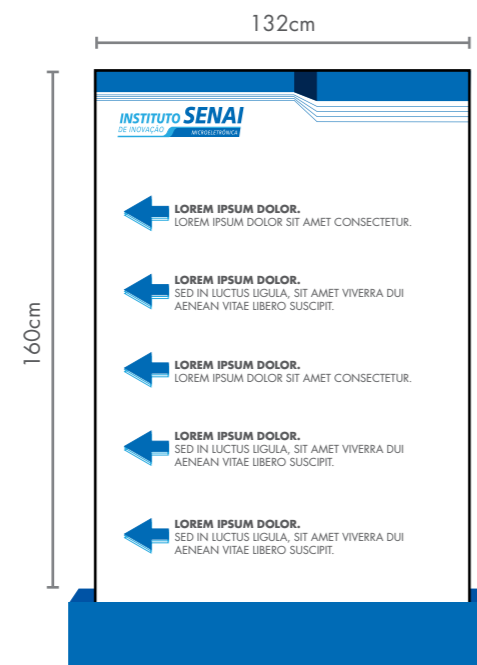 132cm
160cm
INSTITUTO SENAI
DE INOVAÇÃO MICROELETRÔNICA
LOREM IPSUM DOLOR.
LOREM IPSUM DOLOR SIT AMET CONSECTETUR.
LOREM IPSUM DOLOR.
SED IN LUCTUS LIGULA, SIT AMET VIVERRA DUI
AENEAN VITAE LIBERO SUSCIPIT.
LOREM IPSUM DOLOR.
LOREM IPSUM DOLOR SIT AMET CONSECTETUR.
LOREM IPSUM DOLOR.
SED IN LUCTUS LIGULA, SIT AMET VIVERRA DUI
AENEAN VITAE LIBERO SUSCIPIT.
LOREM IPSUM DOLOR.
SED IN LUCTUS LIGULA, SIT AMET VIVERRA DUI
AENEAN VITAE LIBERO SUSCIPIT.